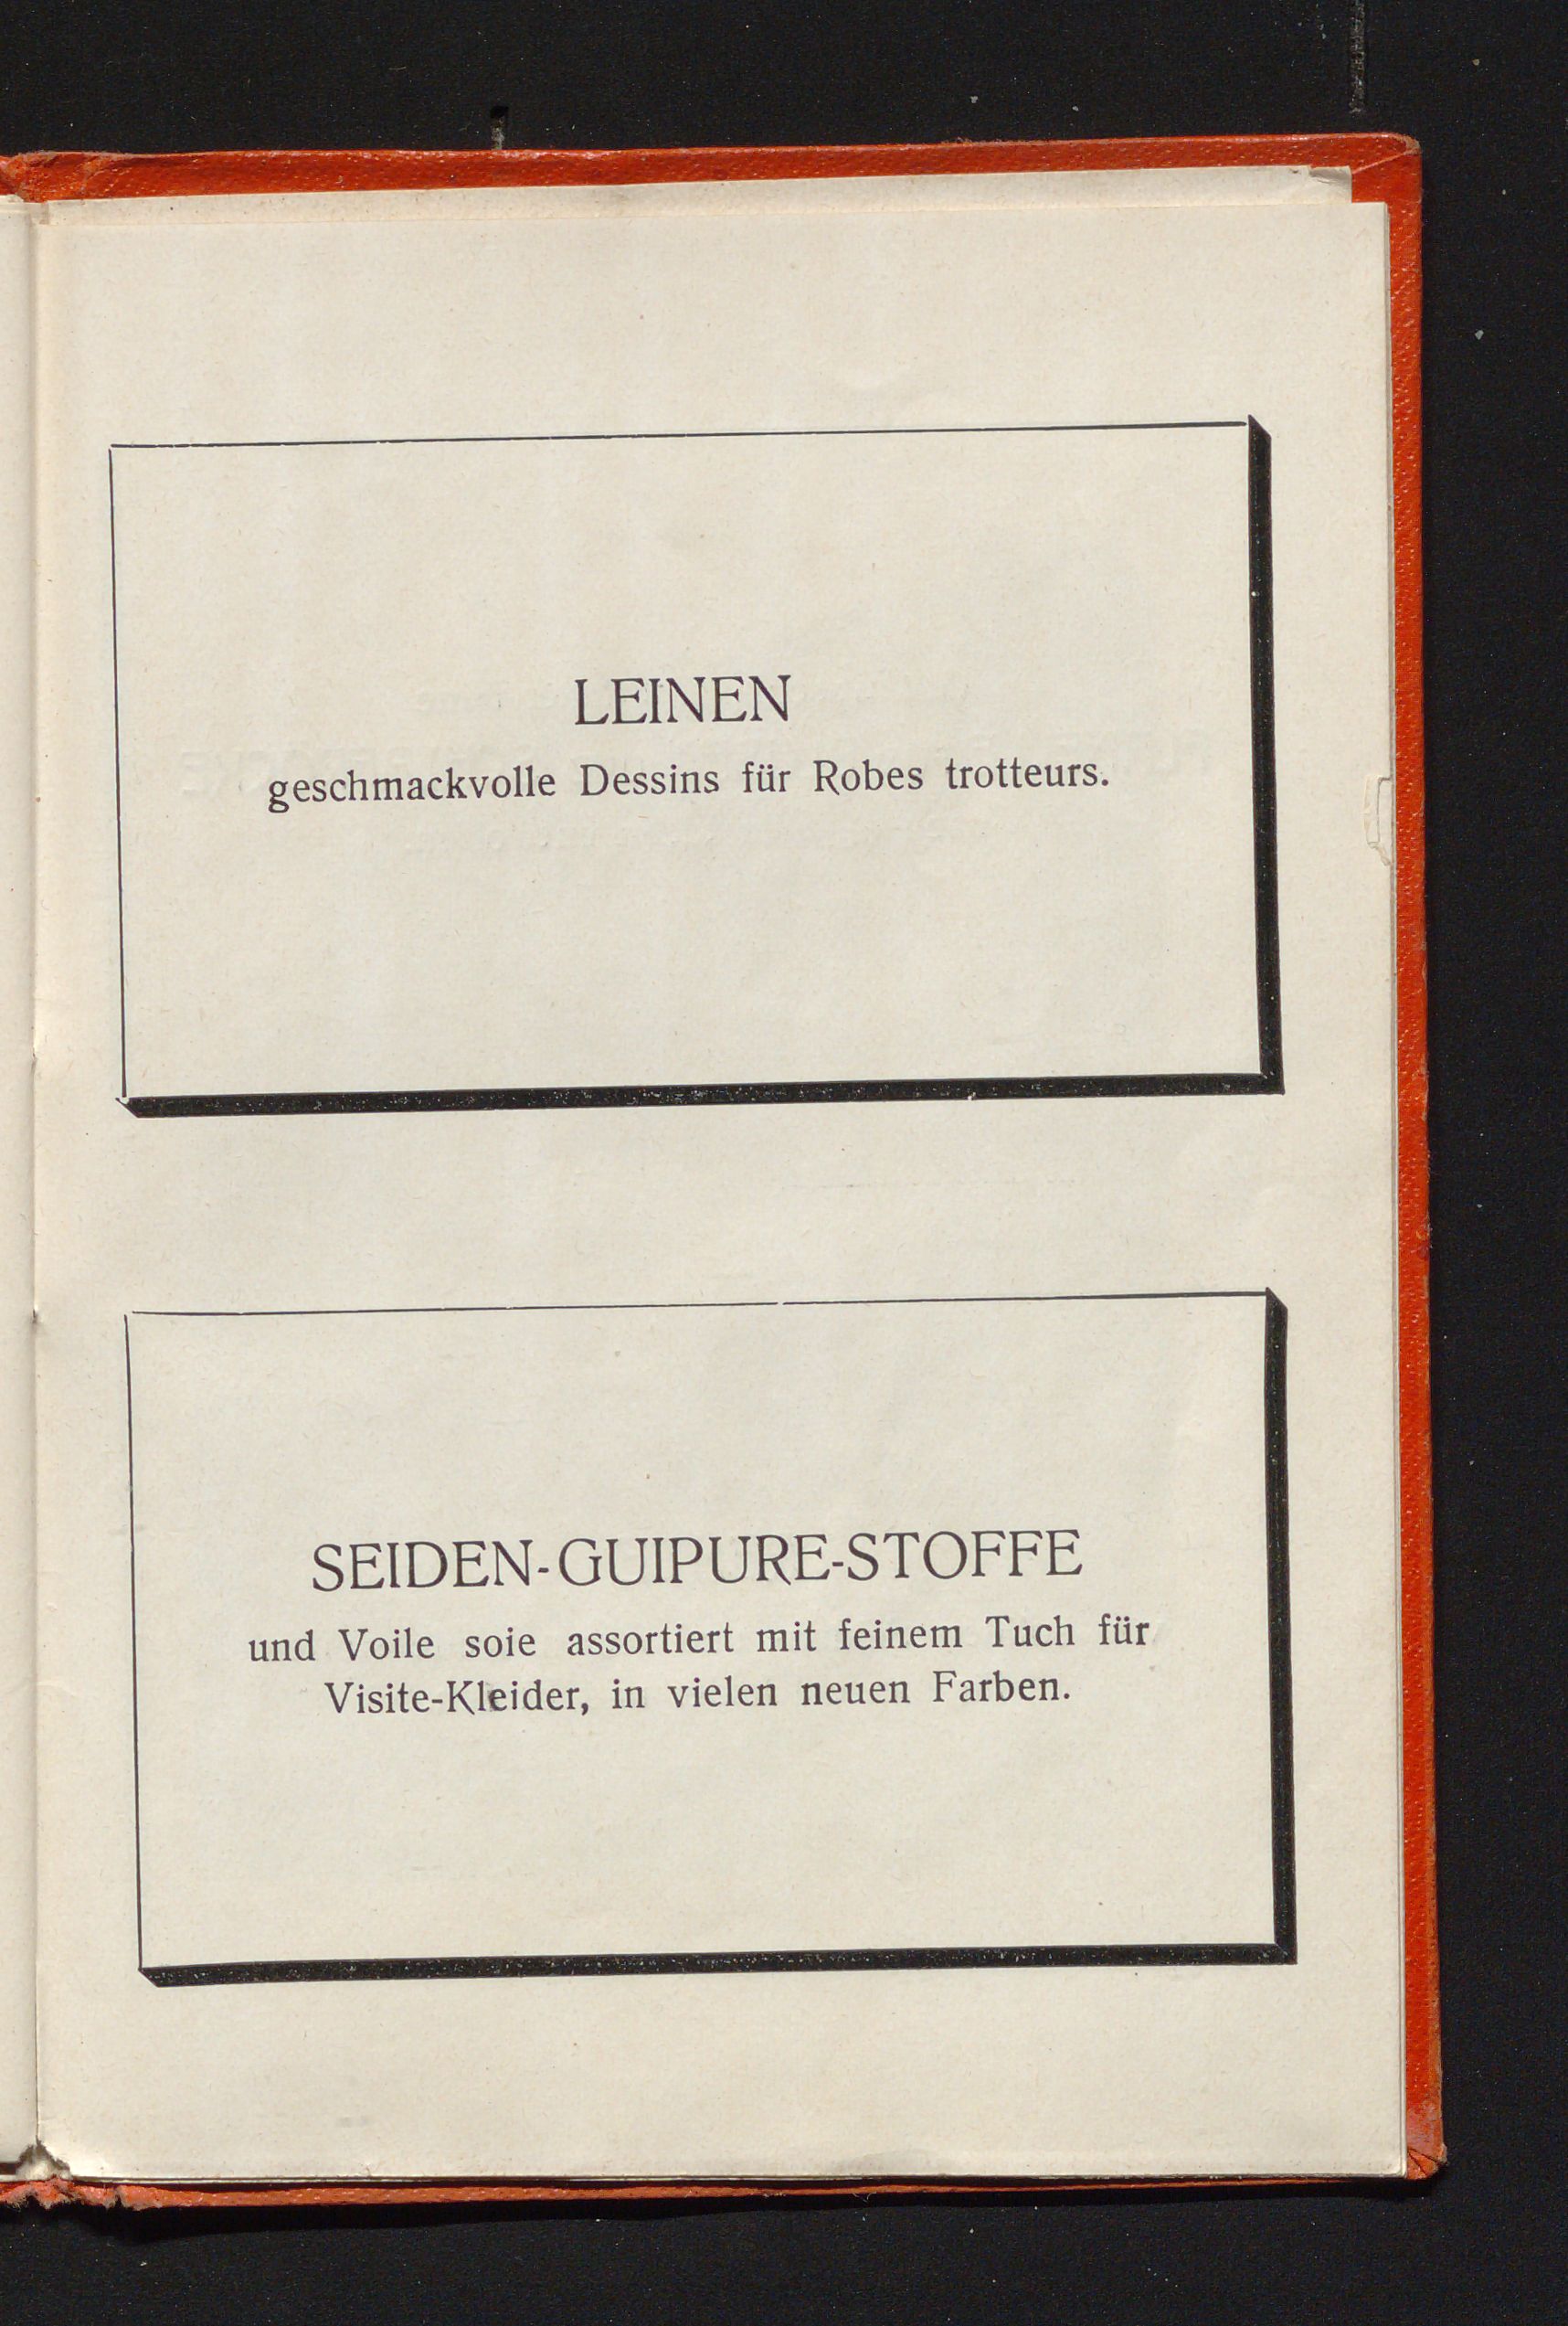 LEINEN
geschmackvolle Dessins für Robes trotteurs.
SEIDEN-GUIPURE-STOFFE
und Voile soie assortiert mit feinem Tuch für
Visite-Kleider, in vielen neuen Farben.